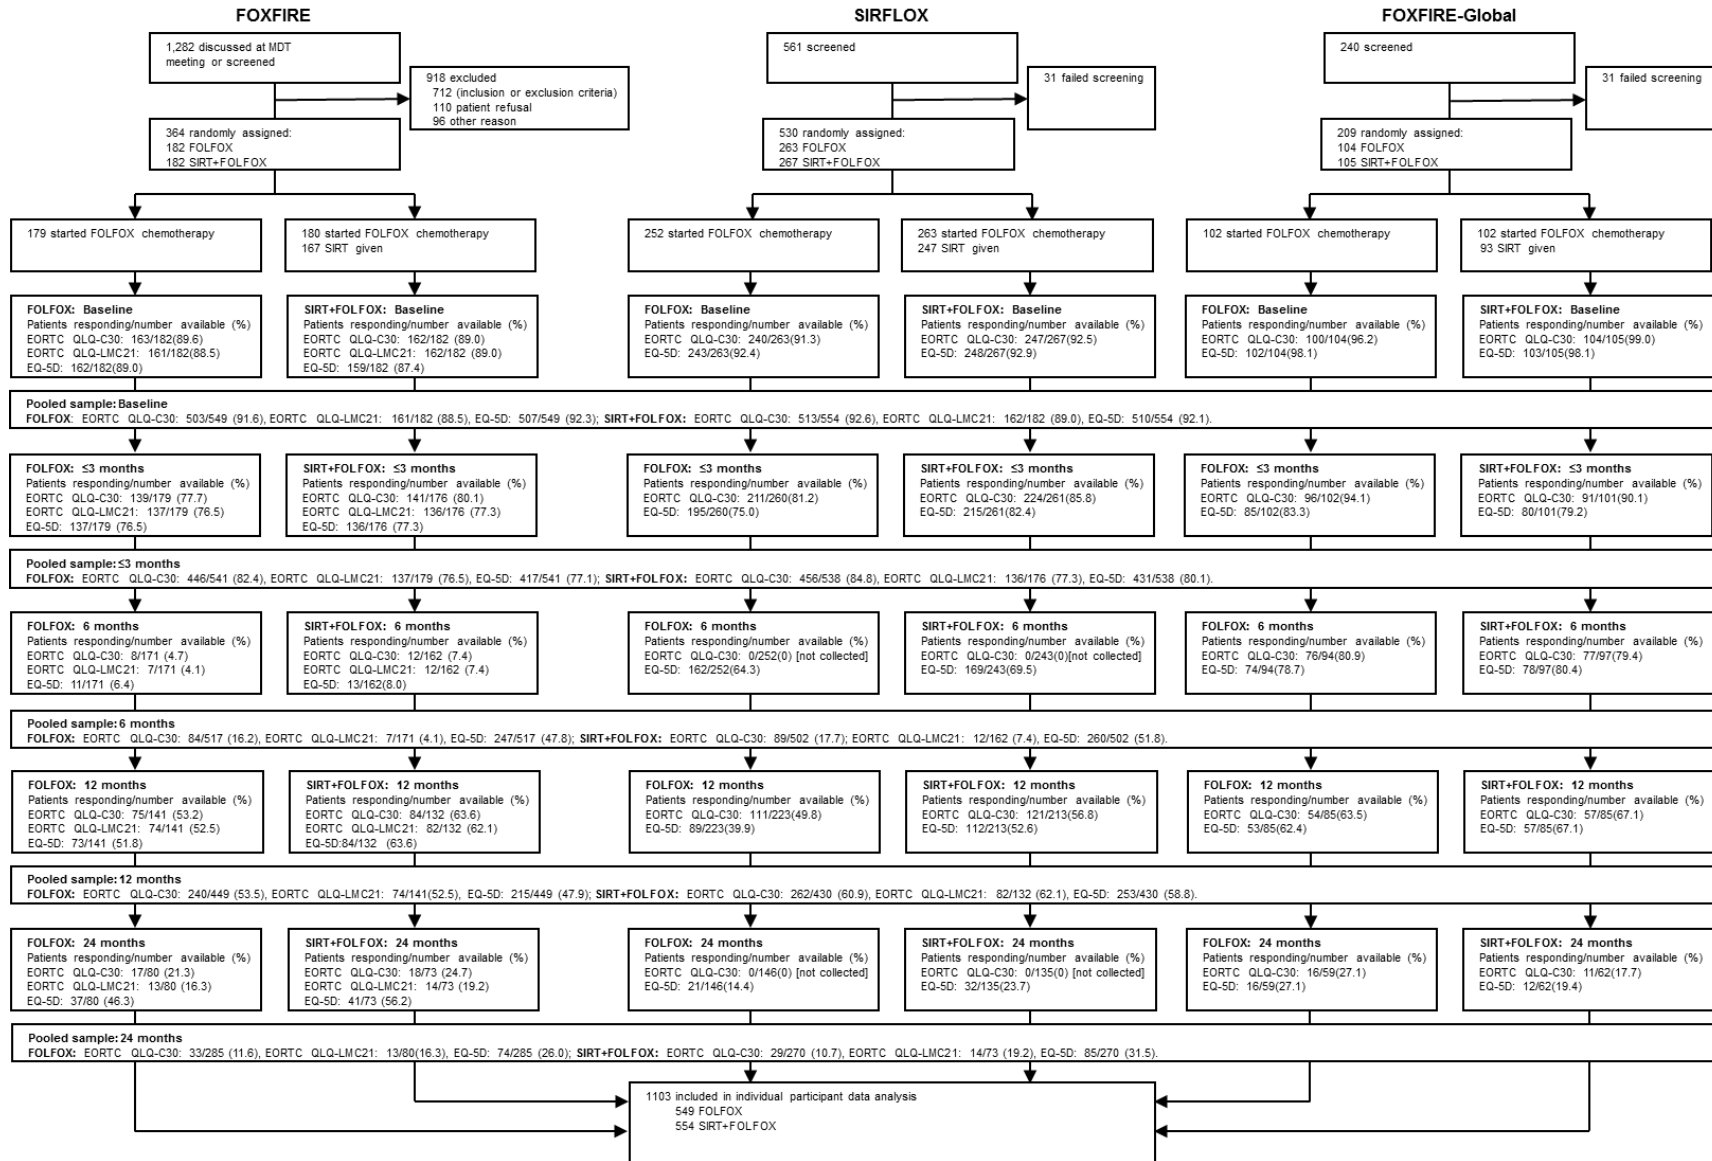 FOXFIRE
SIRFLOX
FOXFIRE-Global
1,282 discussed at MDT
meeting or screened
918 excluded
712 (inclusion or exclusion criteria)
110 patient refusal
96 other reason
561 screened
31 failed screening
240 screened
31 failed screening
364 randomly assigned:
182 FOLFOX
182 SIRT+FOLFOX
530 randomly assigned:
263 FOLFOX
267 SIRT+FOLFOX
209 randomly assigned:
104 FOLFOX
105 SIRT+FOLFOX
179 started FOLFOX chemotherapy
180 started FOLFOX chemotherapy
167 SIRT given
252 started FOLFOX chemotherapy
263 started FOLFOX chemotherapy
247 SIRT given
102 started FOLFOX chemotherapy
102 started FOLFOX chemotherapy
93 SIRT given
FOLFOX: Baseline
Patients responding/number available (%)
EORTC QLQ-C30: 163/182(89.6)
EORTC QLQ-LMC21: 161/182(88.5)
EQ-5D: 162/182(89.0)
SIRT+FOLFOX: Baseline
Patients responding/number available (%)
EORTC QLQ-C30: 162/182 (89.0)
EORTC QLQ-LMC21: 162/182 (89.0)
EQ-5D: 159/182 (87.4)
FOLFOX: Baseline
Patients responding/number available (%)
EORTC QLQ-C30: 240/263(91.3)
EQ-5D: 243/263(92.4)
SIRT+FOLFOX: Baseline
Patients responding/number available (%)
EORTC QLQ-C30: 247/267(92.5)
EQ-5D: 248/267(92.9)
FOLFOX: Baseline
Patients responding/number available (%)
EORTC QLQ-C30: 100/104(96.2)
EQ-5D: 102/104(98.1)
SIRT+FOLFOX: Baseline
Patients responding/number available (%)
EORTC QLQ-C30: 104/105(99.0)
EQ-5D: 103/105(98.1)
Pooled sample: Baseline
FOLFOX: EORTC QLQ-C30: 503/549 (91.6), EORTC QLQ-LMC21: 161/182 (88.5), EQ-5D: 507/549 (92.3); SIRT+FOLFOX: EORTC QLQ-C30: 513/554 (92.6), EORTC QLQ-LMC21: 162/182 (89.0), EQ-5D: 510/554 (92.1).
FOLFOX: ≤3 months
Patients responding/number available (%)
EORTC QLQ-C30: 139/179 (77.7)
EORTC QLQ-LMC21: 137/179 (76.5)
EQ-5D: 137/179 (76.5)
SIRT+FOLFOX: ≤3 months
Patients responding/number available (%)
EORTC QLQ-C30: 141/176 (80.1)
EORTC QLQ-LMC21: 136/176 (77.3)
EQ-5D: 136/176 (77.3)
FOLFOX: ≤3 months
Patients responding/number available (%)
EORTC QLQ-C30: 211/260(81.2)
EQ-5D: 195/260(75.0)
SIRT+FOLFOX: ≤3 months
Patients responding/number available (%)
EORTC QLQ-C30: 224/261(85.8)
EQ-5D: 215/261(82.4)
FOLFOX: ≤3 months
Patients responding/number available (%)
EORTC QLQ-C30: 96/102(94.1)
EQ-5D: 85/102(83.3)
SIRT+FOLFOX: ≤3 months
Patients responding/number available (%)
EORTC QLQ-C30: 91/101(90.1)
EQ-5D: 80/101(79.2)
Pooled sample: ≤3 months
FOLFOX: EORTC QLQ-C30: 446/541 (82.4), EORTC QLQ-LMC21: 137/179 (76.5), EQ-5D: 417/541 (77.1); SIRT+FOLFOX: EORTC QLQ-C30: 456/538 (84.8), EORTC QLQ-LMC21: 136/176 (77.3), EQ-5D: 431/538 (80.1).
FOLFOX: 6 months
Patients responding/number available (%)
EORTC QLQ-C30: 8/171 (4.7)
EORTC QLQ-LMC21: 7/171 (4.1)
EQ-5D: 11/171 (6.4)
SIRT+FOLFOX: 6 months
Patients responding/number available (%)
EORTC QLQ-C30: 12/162 (7.4)
EORTC QLQ-LMC21: 12/162 (7.4)
EQ-5D: 13/162(8.0)
FOLFOX: 6 months
Patients responding/number available (%)
EORTC QLQ-C30: 0/252(0) [not collected]
EQ-5D: 162/252(64.3)
SIRT+FOLFOX: 6 months
Patients responding/number available (%)
EORTC QLQ-C30: 0/243(0)[not collected]
EQ-5D: 169/243(69.5)
FOLFOX: 6 months
Patients responding/number available (%)
EORTC QLQ-C30: 76/94(80.9)
EQ-5D: 74/94(78.7)
SIRT+FOLFOX: 6 months
Patients responding/number available (%)
EORTC QLQ-C30: 77/97(79.4)
EQ-5D: 78/97(80.4)
Pooled sample: 6 months
FOLFOX: EORTC QLQ-C30: 84/517 (16.2), EORTC QLQ-LMC21: 7/171 (4.1), EQ-5D: 247/517 (47.8); SIRT+FOLFOX: EORTC QLQ-C30: 89/502 (17.7); EORTC QLQ-LMC21: 12/162 (7.4), EQ-5D: 260/502 (51.8).
FOLFOX: 12 months
Patients responding/number available (%)
EORTC QLQ-C30: 75/141 (53.2)
EORTC QLQ-LMC21: 74/141 (52.5)
EQ-5D: 73/141 (51.8)
SIRT+FOLFOX: 12 months
Patients responding/number available (%)
EORTC QLQ-C30: 84/132 (63.6)
EORTC QLQ-LMC21: 82/132 (62.1)
EQ-5D:84/132 (63.6)
FOLFOX: 12 months
Patients responding/number available (%)
EORTC QLQ-C30: 111/223(49.8)
EQ-5D: 89/223(39.9)
SIRT+FOLFOX: 12 months
Patients responding/number available (%)
EORTC QLQ-C30: 121/213(56.8)
EQ-5D: 112/213(52.6)
FOLFOX: 12 months
Patients responding/number available (%)
EORTC QLQ-C30: 54/85(63.5)
EQ-5D: 53/85(62.4)
SIRT+FOLFOX: 12 months
Patients responding/number available (%)
EORTC QLQ-C30: 57/85(67.1)
EQ-5D: 57/85(67.1)
Pooled sample: 12 months
FOLFOX: EORTC QLQ-C30: 240/449 (53.5), EORTC QLQ-LMC21: 74/141(52.5), EQ-5D: 215/449 (47.9); SIRT+FOLFOX: EORTC QLQ-C30: 262/430 (60.9), EORTC QLQ-LMC21: 82/132 (62.1), EQ-5D: 253/430 (58.8).
FOLFOX: 24 months
Patients responding/number available (%)
EORTC QLQ-C30: 17/80 (21.3)
EORTC QLQ-LMC21: 13/80 (16.3)
EQ-5D: 37/80 (46.3)
SIRT+FOLFOX: 24 months
Patients responding/number available (%)
EORTC QLQ-C30: 18/73 (24.7)
EORTC QLQ-LMC21: 14/73 (19.2)
EQ-5D: 41/73 (56.2)
FOLFOX: 24 months
Patients responding/number available (%)
EORTC QLQ-C30: 0/146(0) [not collected]
EQ-5D: 21/146(14.4)
SIRT+FOLFOX: 24 months
Patients responding/number available (%)
EORTC QLQ-C30: 0/135(0) [not collected]
EQ-5D: 32/135(23.7)
FOLFOX: 24 months
Patients responding/number available (%)
EORTC QLQ-C30: 16/59(27.1)
EQ-5D: 16/59(27.1)
SIRT+FOLFOX: 24 months
Patients responding/number available (%)
EORTC QLQ-C30: 11/62(17.7)
EQ-5D: 12/62(19.4)
Pooled sample: 24 months
FOLFOX: EORTC QLQ-C30: 33/285 (11.6), EORTC QLQ-LMC21: 13/80(16.3), EQ-5D: 74/285 (26.0); SIRT+FOLFOX: EORTC QLQ-C30: 29/270 (10.7), EORTC QLQ-LMC21: 14/73 (19.2), EQ-5D: 85/270 (31.5).
1103 included in individual participant data analysis
549 FOLFOX
554 SIRT+FOLFOX